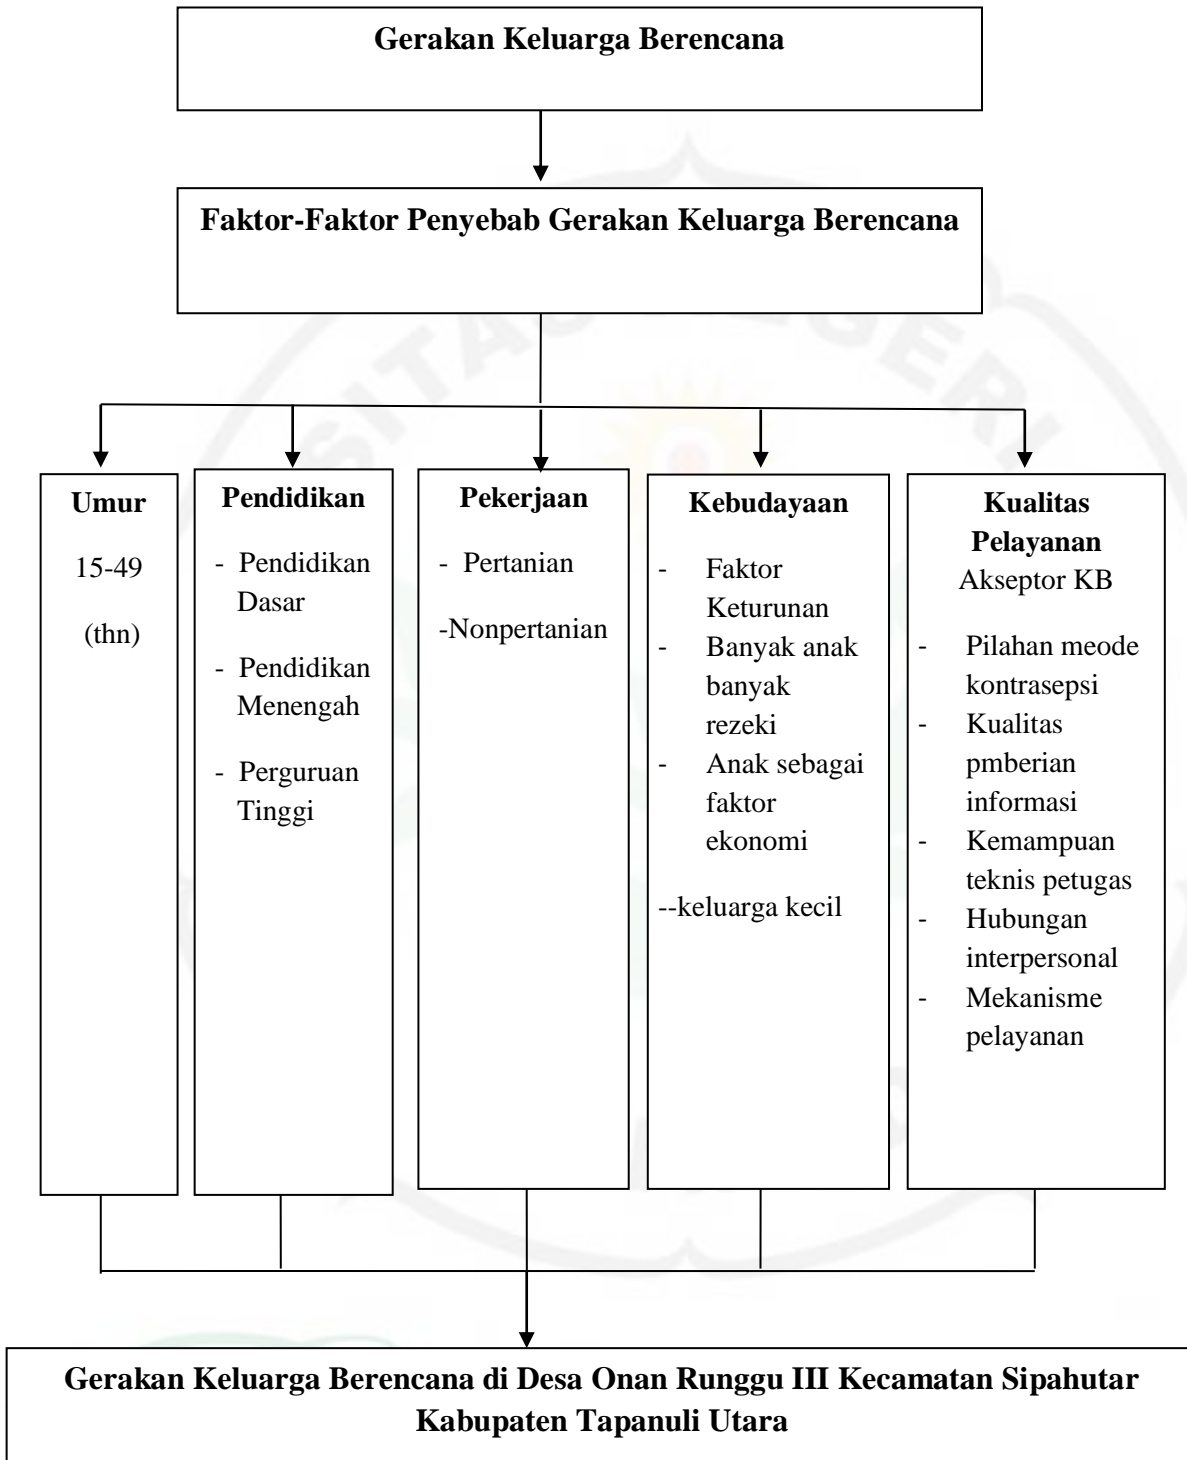 Gerakan Keluarga Berencana
Faktor-Faktor Penyebab Gerakan Keluarga Berencana
Umur
15-49
(thn)
Pendidikan
- Pendidikan
Dasar
- Pendidikan
Menengah
- Perguruan
Tinggi
Pekerjaan
- Pertanian
-Nonpertanian
Kebudayaan
- Faktor
Keturunan
- Banyak anak
banyak
rezeki
- Anak sebagai
faktor
ekonomi
--keluarga kecil
Kualitas
Pelayanan
Akseptor KB
- Pilahan meode
kontrasepsi
- Kualitas
pmberian
informasi
- Kemampuan
teknis petugas
- Hubungan
interpersonal
- Mekanisme
pelayanan
Gerakan Keluarga Berencana di Desa Onan Runggu III Kecamatan Sipahutar
Kabupaten Tapanuli Utara